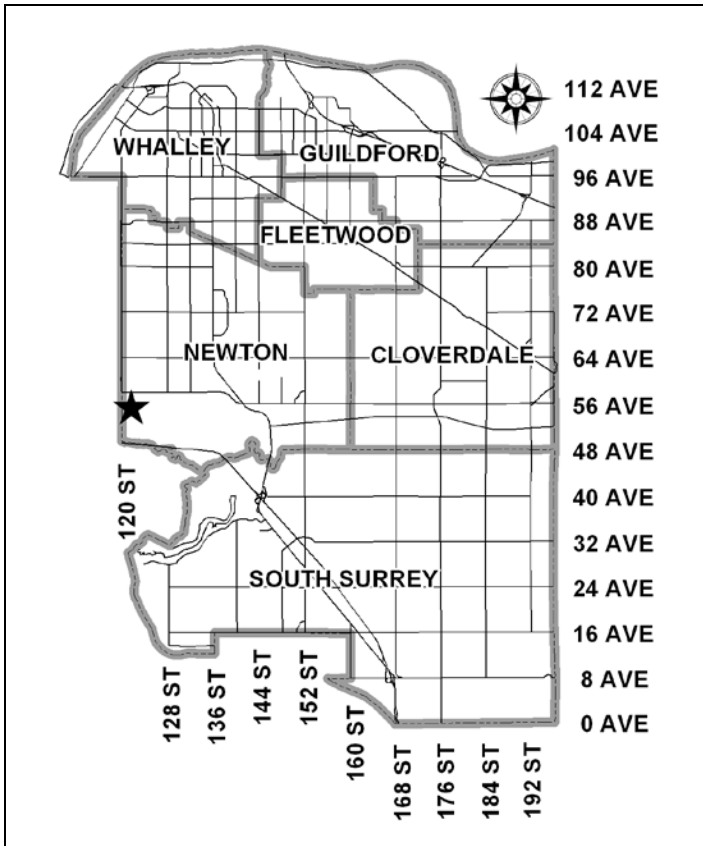 112 AVE
104 AVE
WHALLEY
GUILDFORD
96 AVE
88 AVE
FLEETWOOD
80 AVE
72 AVE
NEWTON
CLOVERDALE
64 AVE
56 AVE
48 AVE
120 ST
40 AVE
32 AVE
SOUTH SURREY
24 AVE
16 AVE
128 ST
136 ST
144 ST
152 ST
160 ST
8 AVE
0 AVE
168 ST
176 ST
184 ST
192 ST